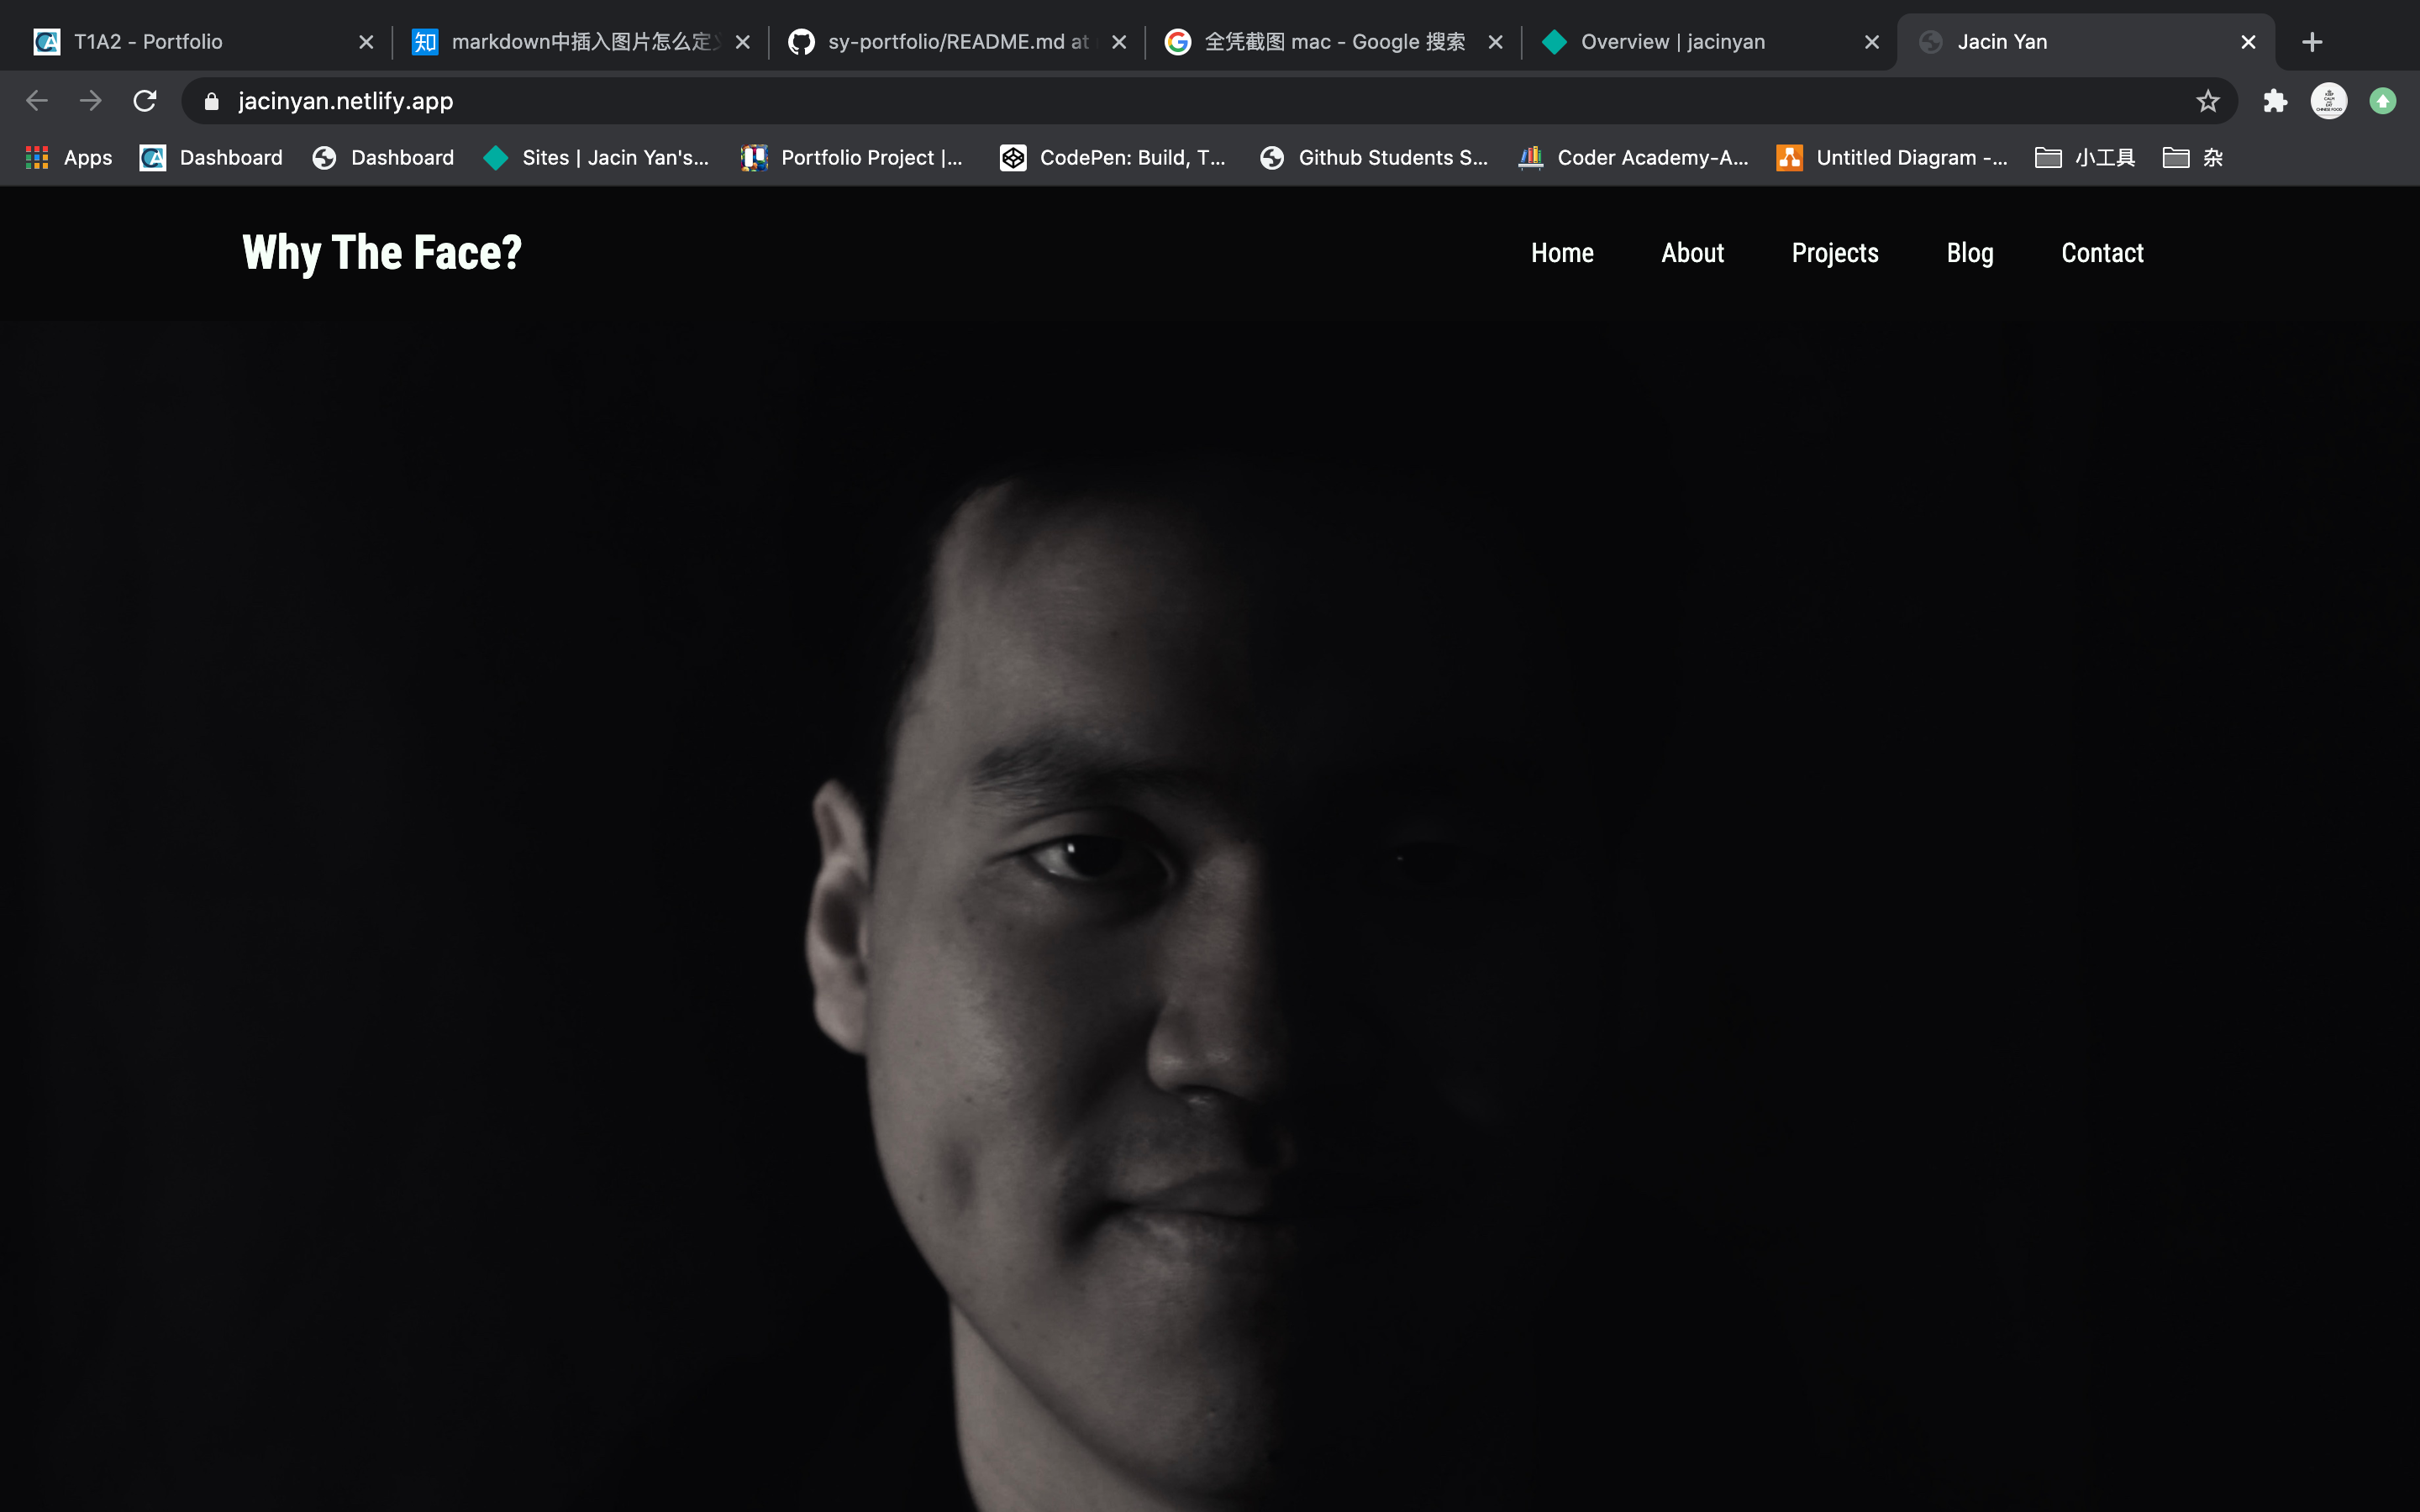 T1A2 - Portfolio
知 markdown中插入图片怎么定义
sy-portfolio/README.md at
全凭截图 mac - Google 搜索
Overview | jacinyan
Jacin Yan
jacinyan.netlify.app
Apps Dashboard Dashboard Sites | Jacin Yan's... Portfolio Project |... CodePen: Build, T... Github Students S... Coder Academy-A... Untitled Diagram -... 小工具 杂
Why The Face?
Home About Projects Blog Contact